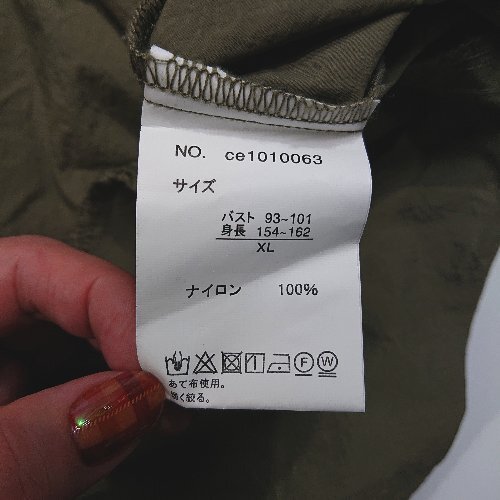 NO. ce1010063
サイズ
バスト 93~101
身長 154~162
XL
ナイロン 100%
F W
あて布使用。
く絞る。